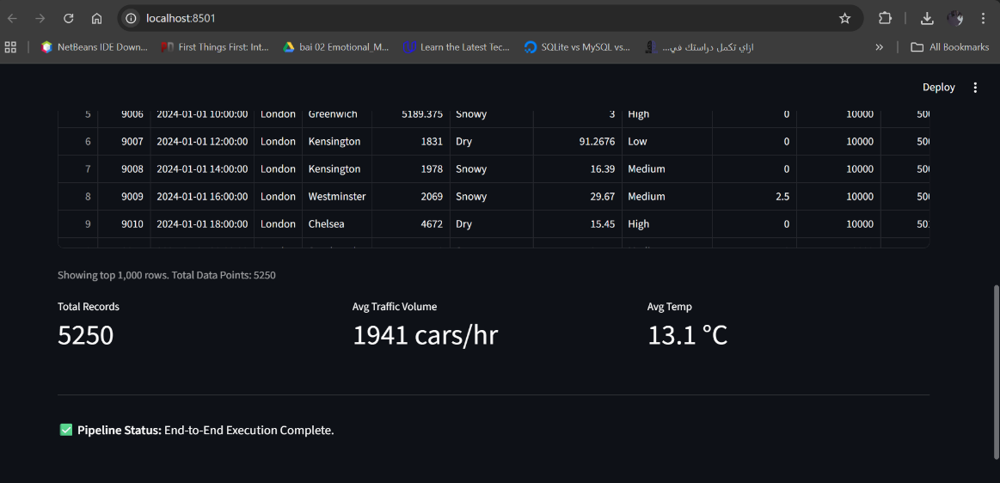 localhost:8501
NetBeans IDE Down... First Things First: Int... bai 02 Emotional_M... Learn the Latest Tec... SQLite vs MySQL vs... ازاي تكمل دراستك في... » All Bookmarks
Deploy
5 9006 2024-01-01 10:00:00 London Greenwich 5189.375 Snowy 3 High 0 10000 500
6 9007 2024-01-01 12:00:00 London Kensington 1831 Dry 91.2676 Low 0 10000 500
7 9008 2024-01-01 14:00:00 London Kensington 1978 Snowy 16.39 Medium 0 10000 500
8 9009 2024-01-01 16:00:00 London Westminster 2069 Snowy 29.67 Medium 2.5 10000 500
9 9010 2024-01-01 18:00:00 London Chelsea 4672 Dry 15.45 High 0 10000 50
Showing top 1,000 rows. Total Data Points: 5250
Total Records Avg Traffic Volume Avg Temp
5250 1941 cars/hr 13.1 °C
✅ Pipeline Status: End-to-End Execution Complete.